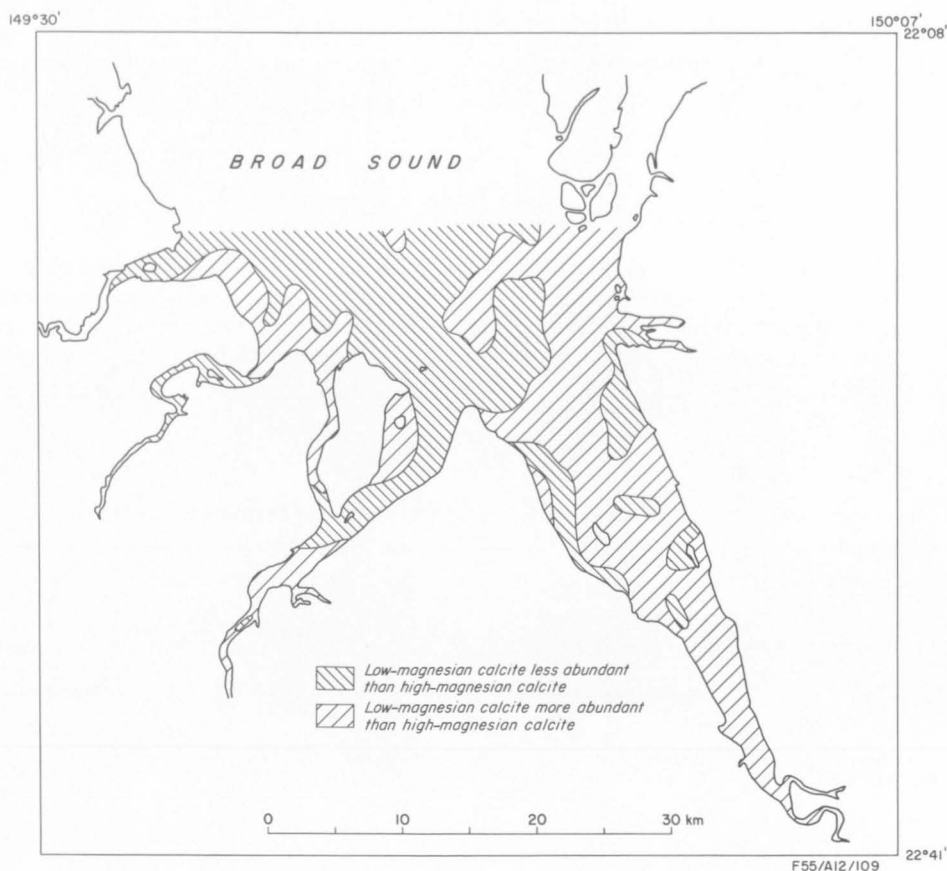 149°30'
150°07'
22°08'
BROAD SOUND
Low-magnesian calcite less abundant
than high-magnesian calcite
Low-magnesian calcite more abundant
than high-magnesian calcite
0 10 20 30 km
22°41'
F55/A12/109